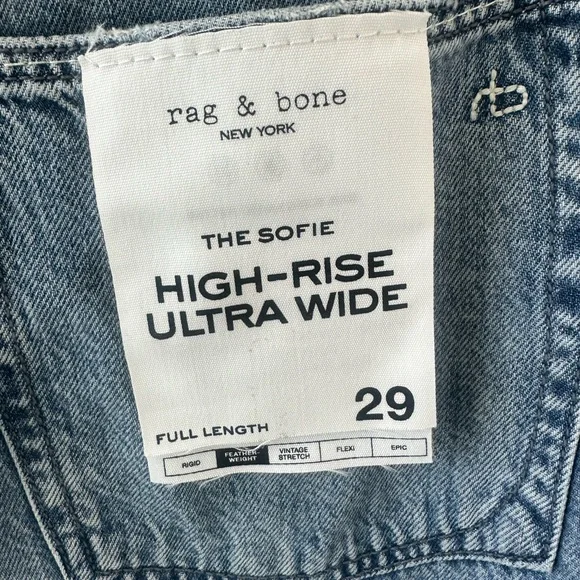 rag & bone
NEW YORK
THE SOFIE
HIGH-RISE
ULTRA WIDE
29
FULL LENGTH
RIGID
FEATHER-
WEIGHT
VINTAGE
STRETCH
FLEXI
EPIC